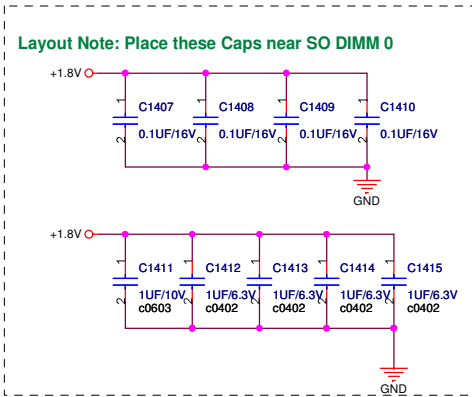 Layout Note: Place these Caps near SO DIMM 0
+1.8V
1 C1407 1 C1408 1 C1409 1 C1410
2 0.1UF/16V 2 0.1UF/16V 2 0.1UF/16V 2 0.1UF/16V
GND
+1.8V
1 C1411 1 C1412 1 C1413 1 C1414 1 C1415
2 1UF/10V 2 1UF/6.3V 2 1UF/6.3V 2 1UF/6.3V 2 1UF/6.3V
c0603 c0402 c0402 c0402 c0402
GND